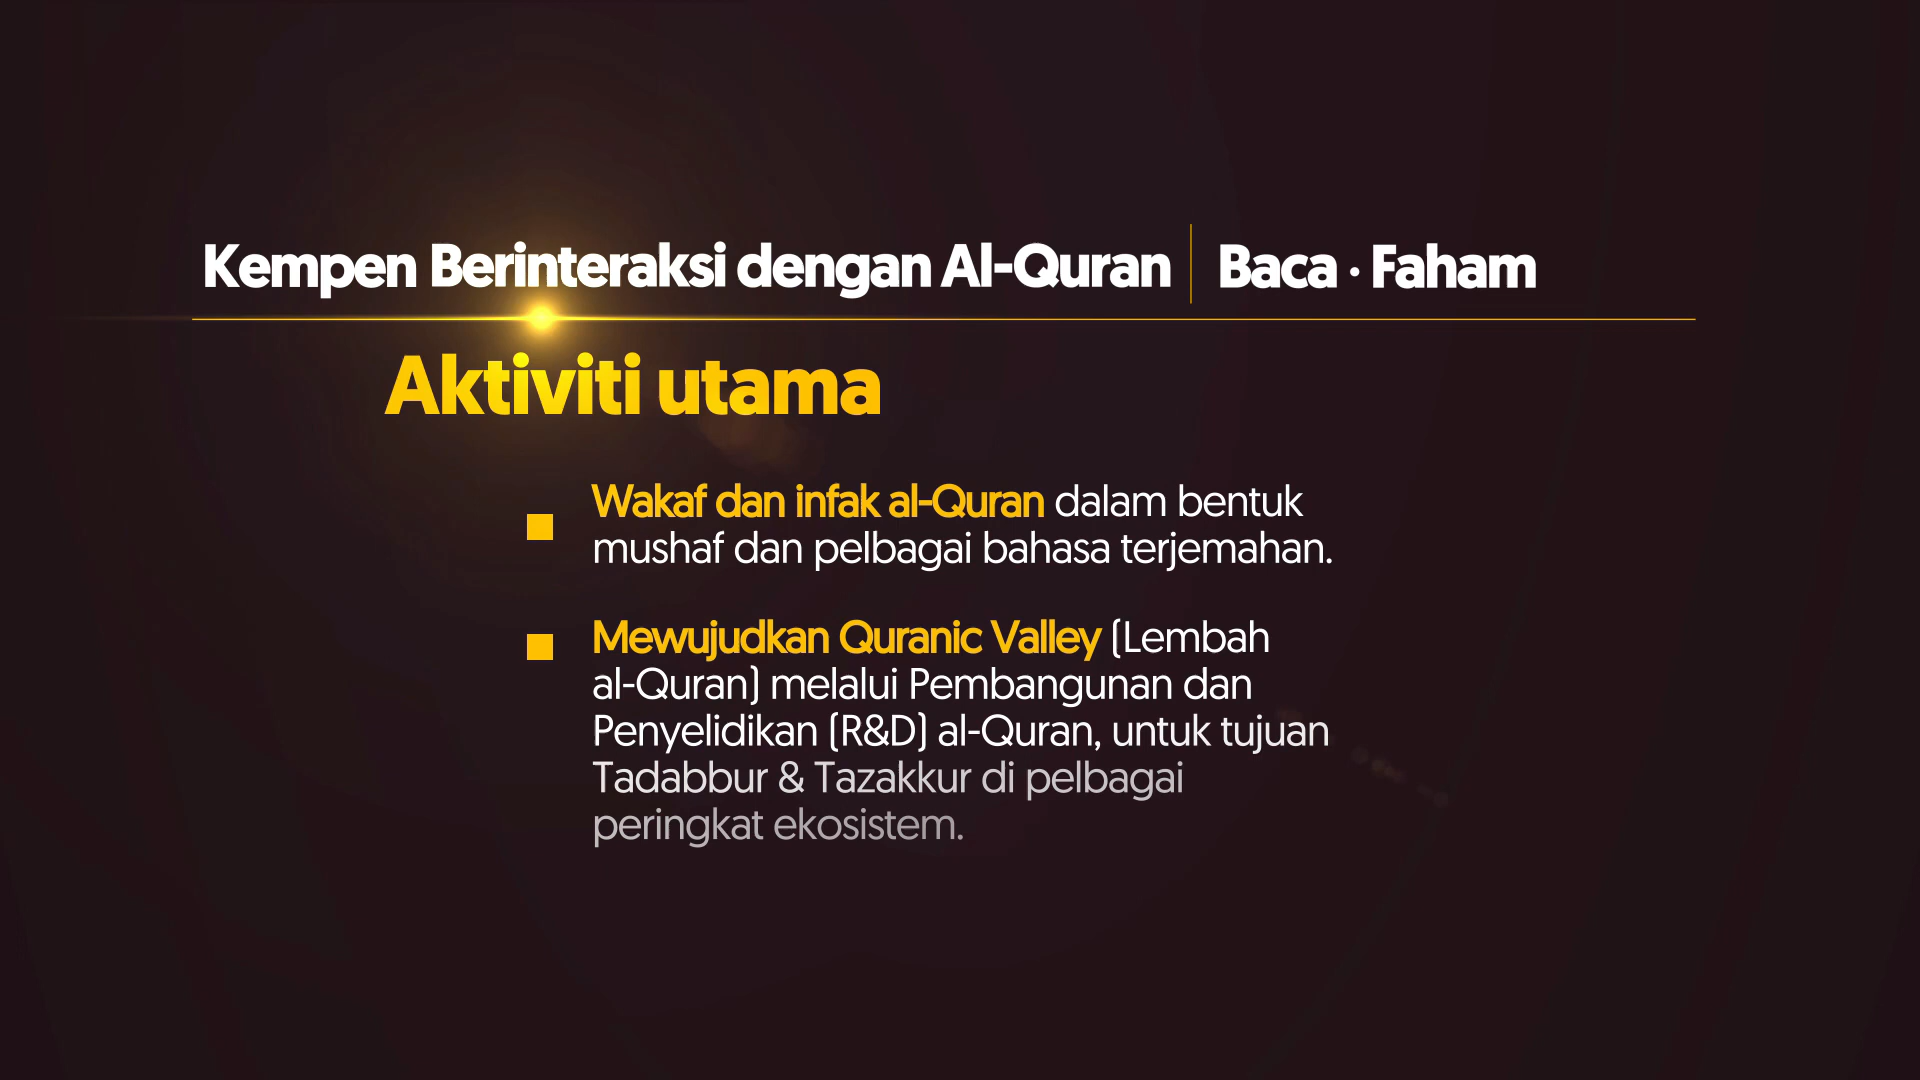 Kempen Berinteraksi dengan Al-Quran Baca · Faham
Aktiviti utama
Wakaf dan infak al-Quran dalam bentuk
mushaf dan pelbagai bahasa terjemahan.
Mewujudkan Quranic Valley (Lembah
al-Quran) melalui Pembangunan dan
Penyelidikan (R&D) al-Quran, untuk tujuan
Tadabbur & Tazakkur di pelbagai
peringkat ekosistem.